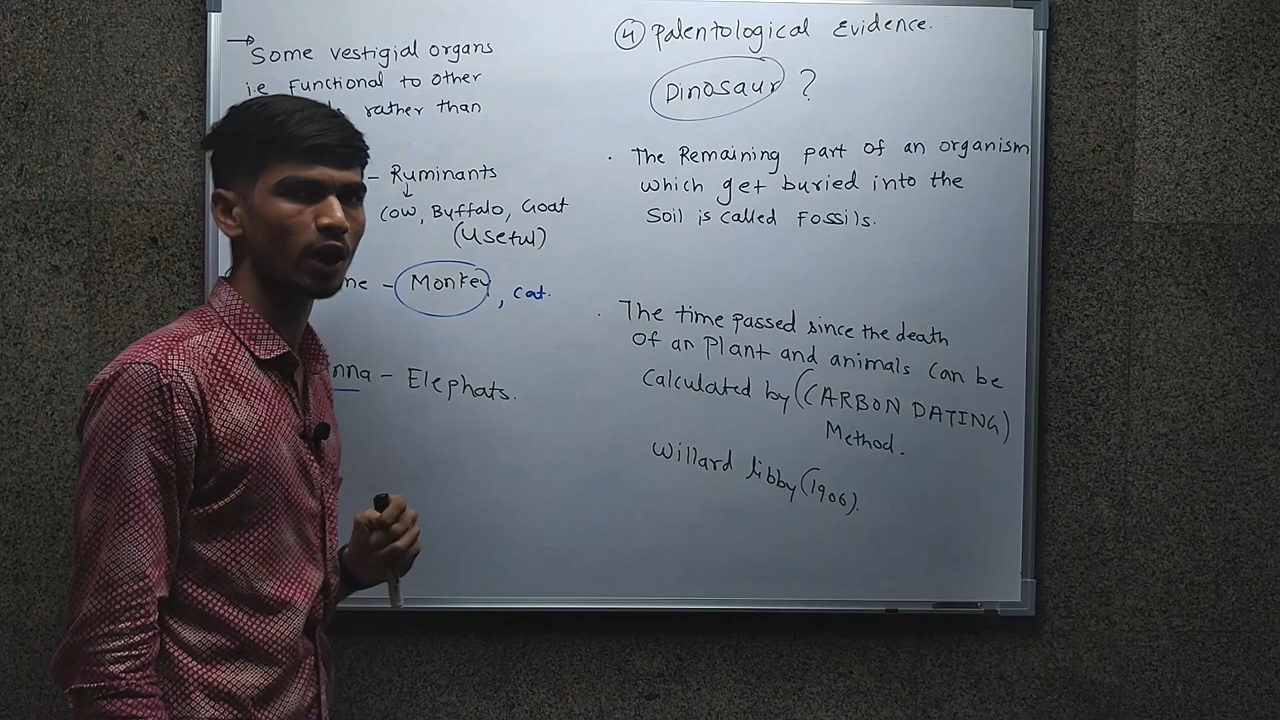 → Some vestigial organs
i.e Functional to other
rather than
- Ruminants
↓
Cow, Buffalo, Goat
(Useful)
ne - Monkey, Cat.
nna - Elephats.
④ Palentological Evidence.
Dinosaur ?
. The Remaining part of an organism
which get buried into the
Soil is called Fossils.
. The time passed since the death
of an Plant and animals can be
Calculated by (CARBON DATING)
Method.
Willard libby (1906).